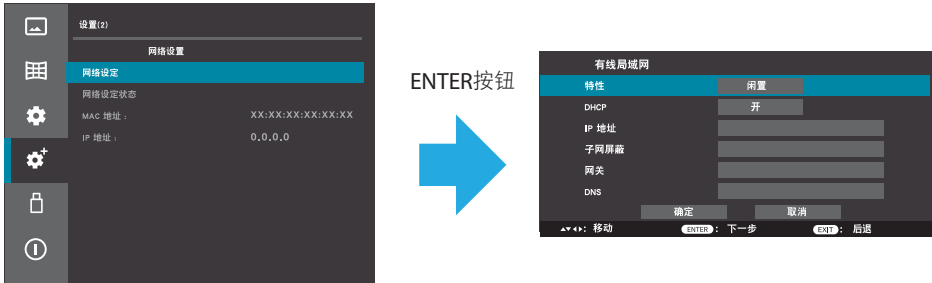 设置(2)
网络设置
网络设定
网络设定状态
MAC 地址 : XX:XX:XX:XX:XX:XX
IP 地址 : 0.0.0.0
ENTER按钮
有线局域网
特性 闲置
DHCP 开
IP 地址
子网屏蔽
网关
DNS
确定 取消
▲▼◀▶: 移动 ENTER : 下一步 EXIT : 后退